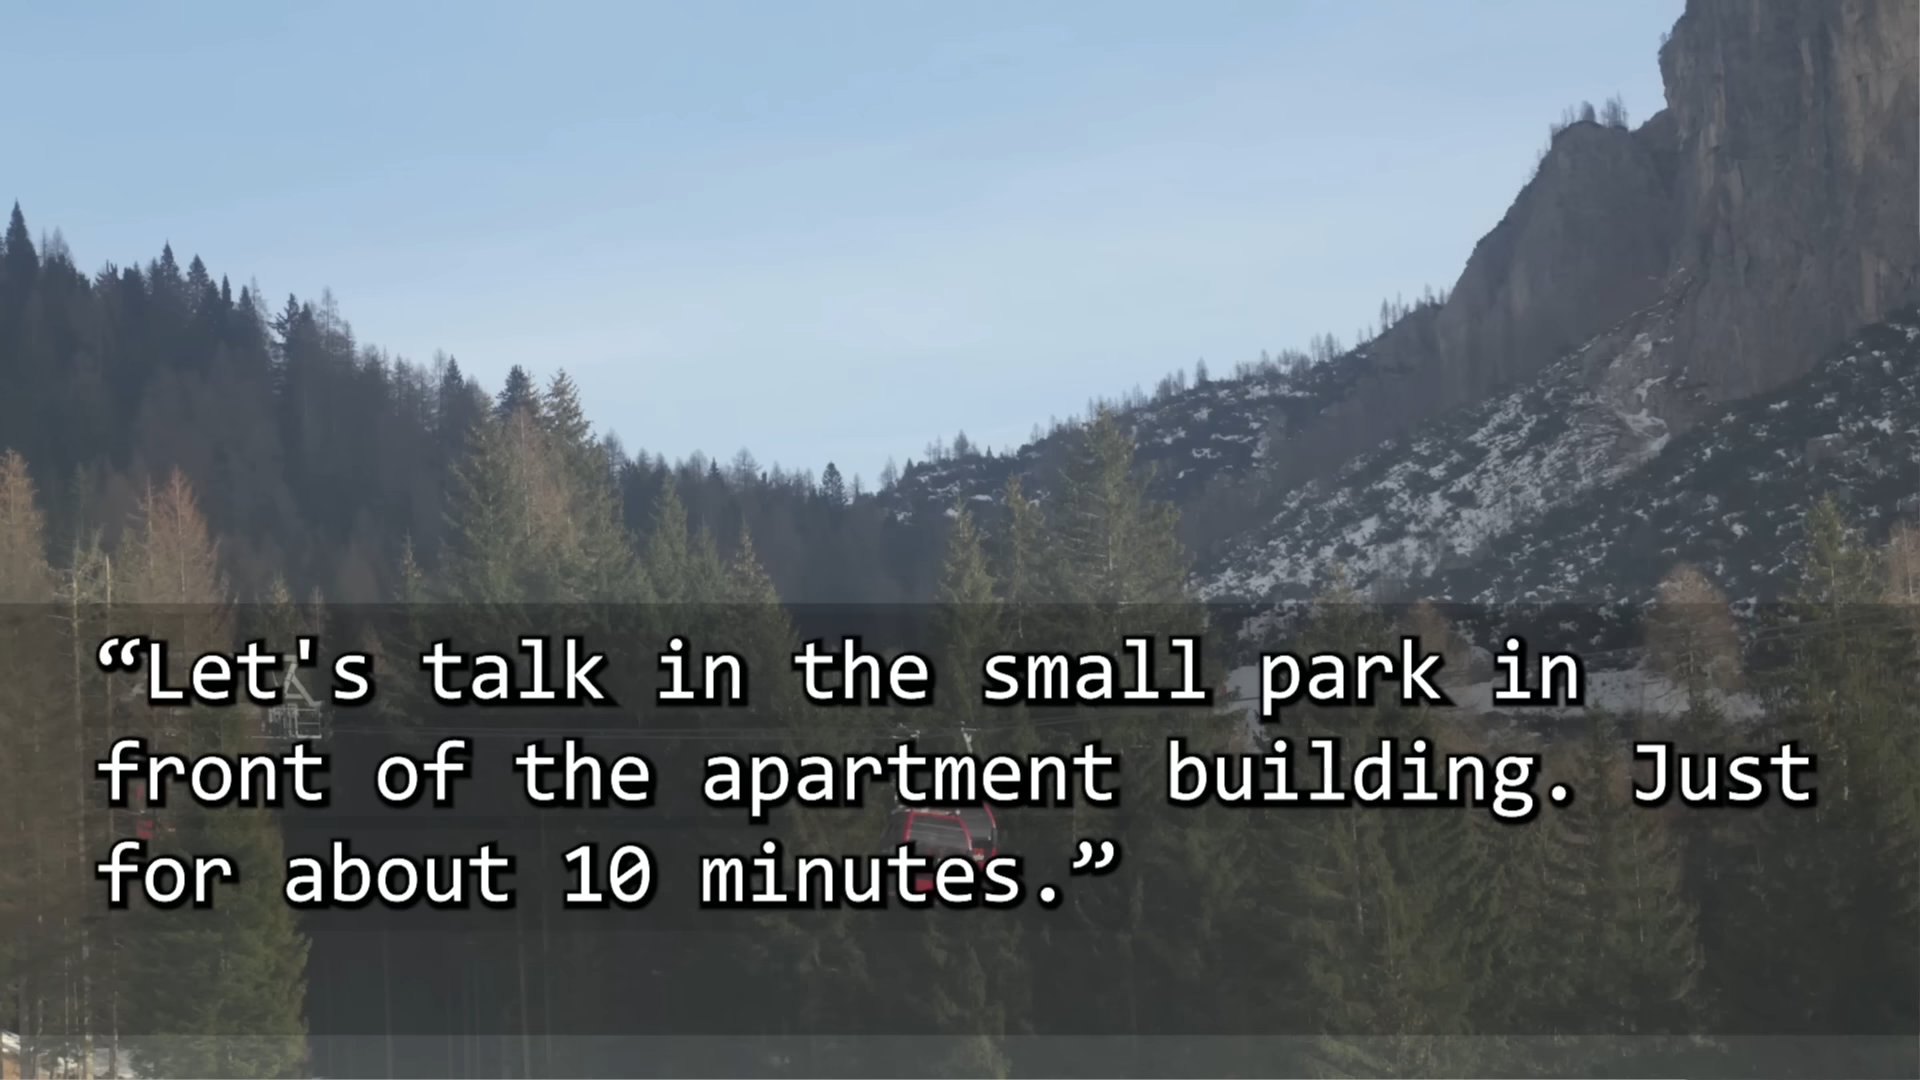 “Let's talk in the small park in
front of the apartment building. Just
for about 10 minutes.”